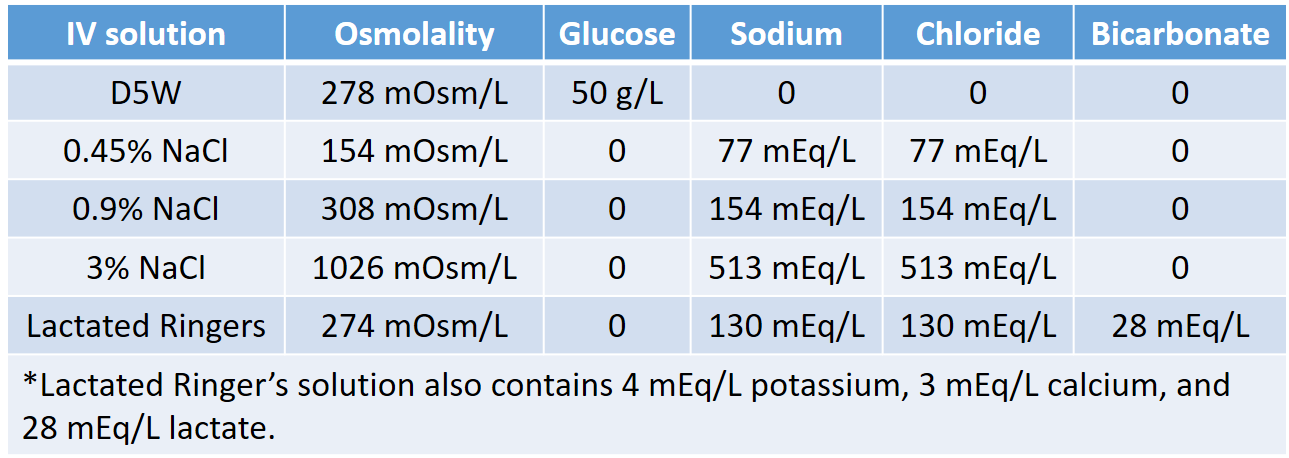 IV solution Osmolality Glucose Sodium Chloride Bicarbonate
D5W 278 mOsm/L 50 g/L 0 0 0
0.45% NaCl 154 mOsm/L 0 77 mEq/L 77 mEq/L 0
0.9% NaCl 308 mOsm/L 0 154 mEq/L 154 mEq/L 0
3% NaCl 1026 mOsm/L 0 513 mEq/L 513 mEq/L 0
Lactated Ringers 274 mOsm/L 0 130 mEq/L 130 mEq/L 28 mEq/L
*Lactated Ringer’s solution also contains 4 mEq/L potassium, 3 mEq/L calcium, and
28 mEq/L lactate.